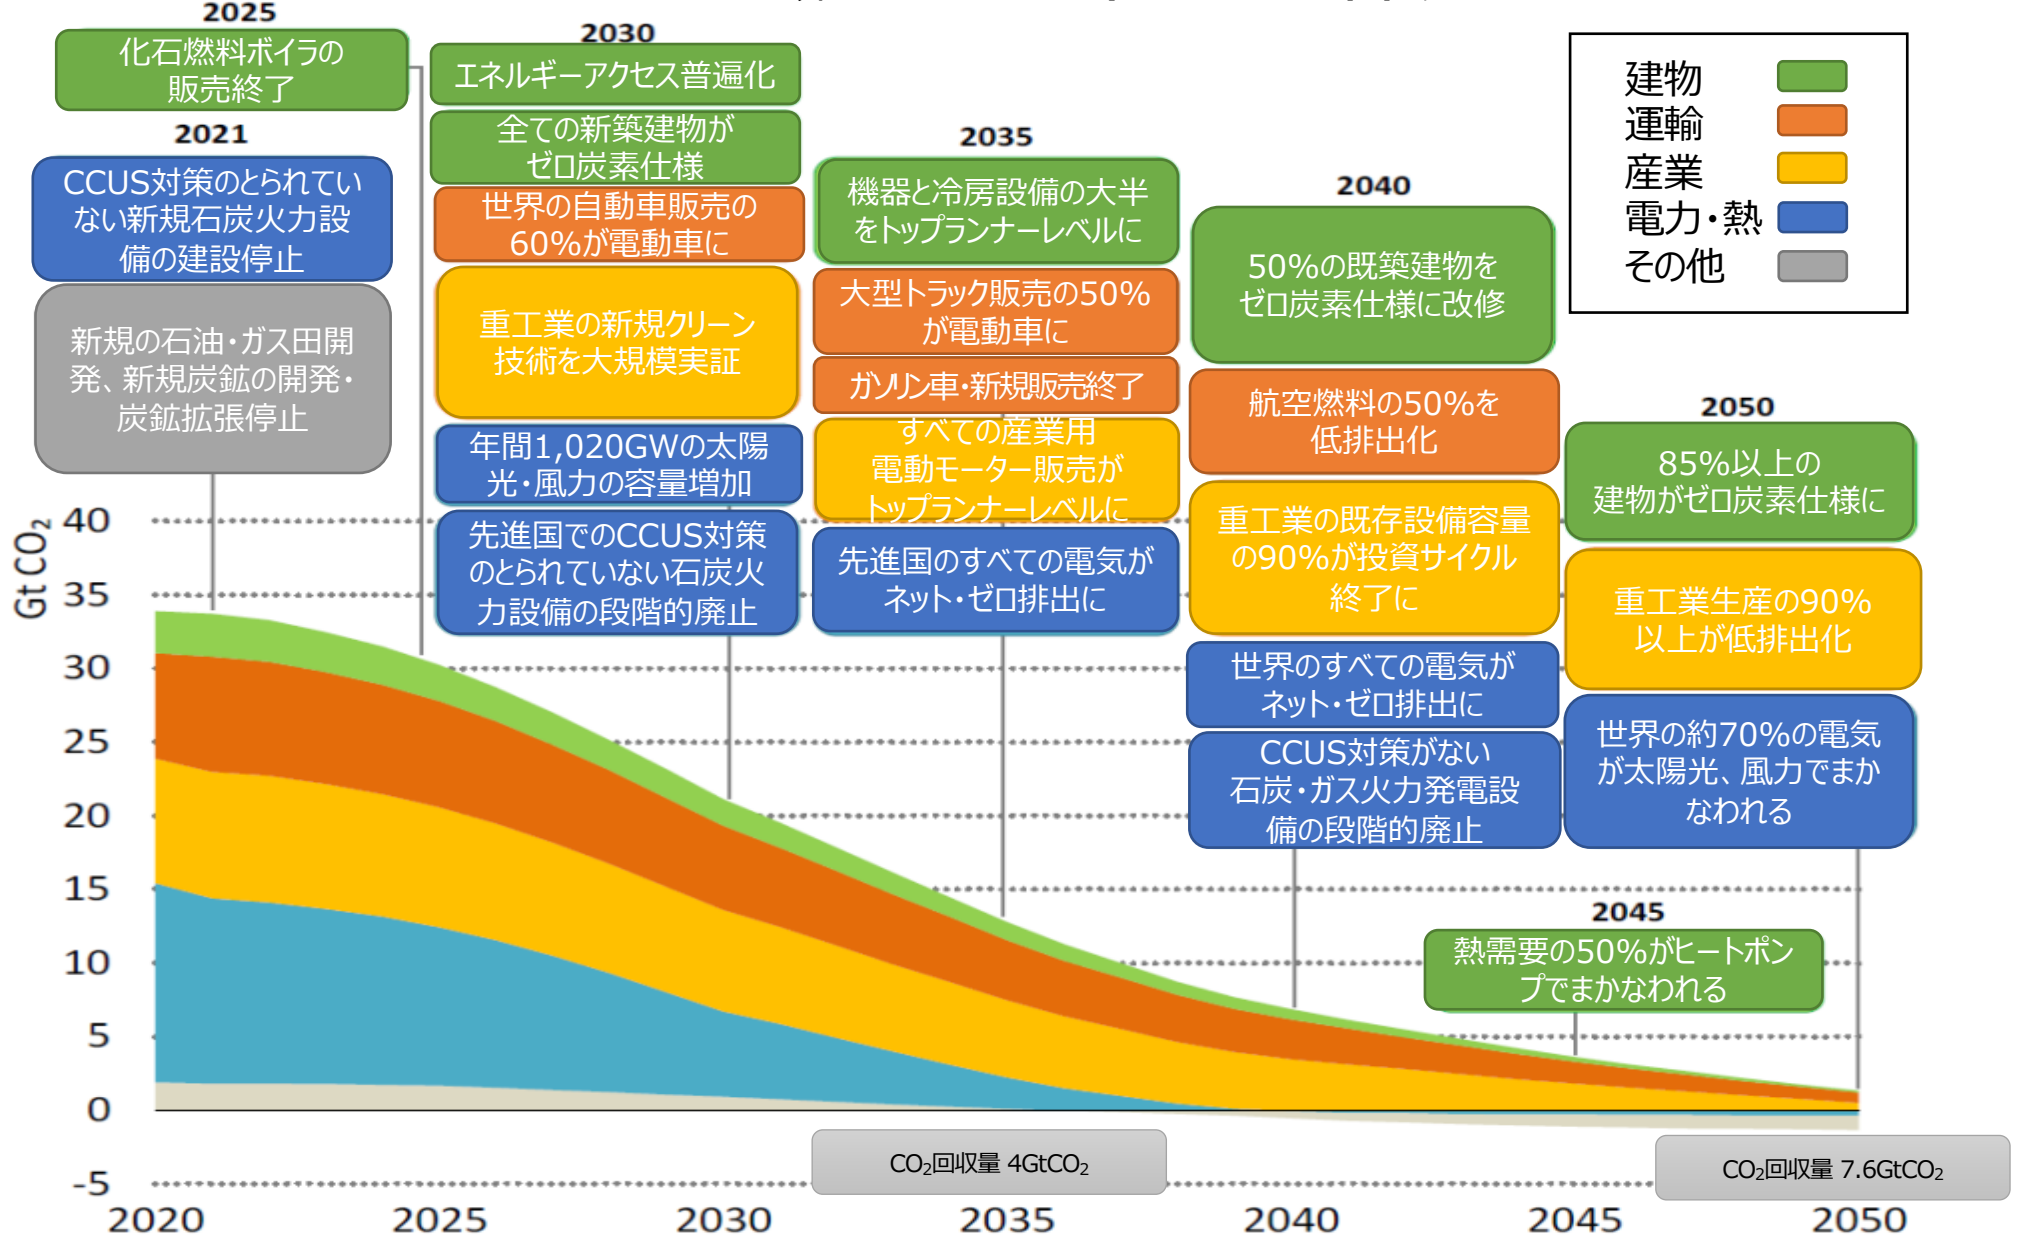 2025
化石燃料ボイラの
販売終了
2021
CCUS対策のとられてい
ない新規石炭火力設
備の建設停止
新規の石油・ガス田開
発、新規炭鉱の開発・
炭鉱拡張停止
2030
エネルギーアクセス普遍化
全ての新築建物が
ゼロ炭素仕様
世界の自動車販売の
60%が電動車に
重工業の新規クリーン
技術を大規模実証
年間1,020GWの太陽
光・風力の容量増加
先進国でのCCUS対策
のとられていない石炭火
力設備の段階的廃止
2035
機器と冷房設備の大半
をトップランナーレベルに
大型トラック販売の50%
が電動車に
ガソリン車・新規販売終了
すべての産業用
電動モーター販売が
トップランナーレベルに
先進国のすべての電気が
ネット・ゼロ排出に
2040
50%の既築建物を
ゼロ炭素仕様に改修
航空燃料の50%を
低排出化
重工業の既存設備容量
の90%が投資サイクル
終了に
世界のすべての電気が
ネット・ゼロ排出に
CCUS対策がない
石炭・ガス火力発電設
備の段階的廃止
2045
熱需要の50%がヒートポン
プでまかなわれる
2050
85%以上の
建物がゼロ炭素仕様に
重工業生産の90%
以上が低排出化
世界の約70%の電気
が太陽光、風力でまか
なわれる
建物
運輸
産業
電力・熱
その他
Gt CO₂
40
35
30
25
20
15
10
5
0
-5
CO₂回収量 4GtCO₂
CO₂回収量 7.6GtCO₂
2020
2025
2030
2035
2040
2045
2050